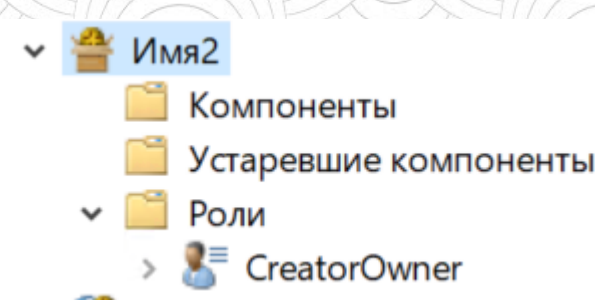 Имя2
Компоненты
Устаревшие компоненты
Роли
CreatorOwner